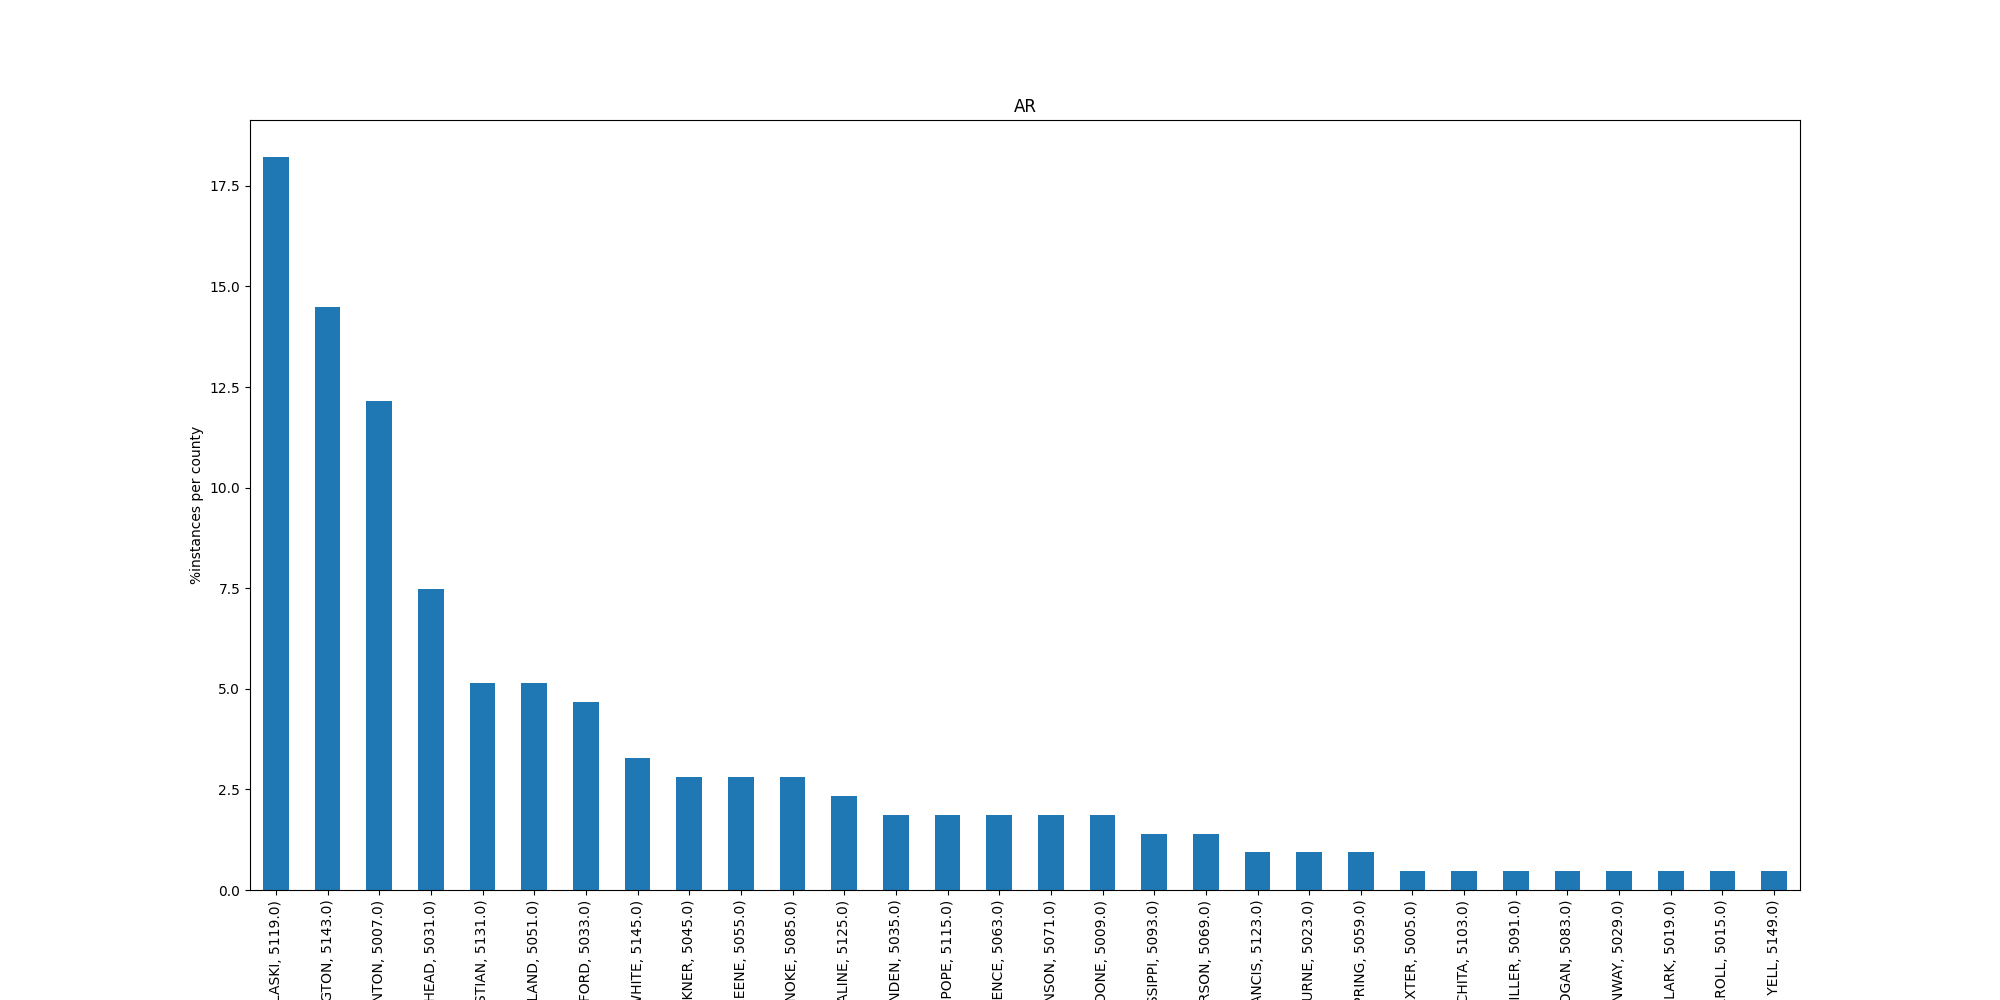 AR
%instances per county
17.5
15.0
12.5
10.0
7.5
5.0
2.5
0.0
LASKI, 5119.0)
GTON, 5143.0)
NTON, 5007.0)
HEAD, 5031.0)
STIAN, 5131.0)
LAND, 5051.0)
FORD, 5033.0)
WHITE, 5145.0)
KNER, 5045.0)
EENE, 5055.0)
NOKE, 5085.0)
ALINE, 5125.0)
NDEN, 5035.0)
POPE, 5115.0)
ENCE, 5063.0)
NSON, 5071.0)
OONE, 5009.0)
SSIPPI, 5093.0)
RSON, 5069.0)
ANCIS, 5123.0)
URNE, 5023.0)
PRING, 5059.0)
XTER, 5005.0)
CHITA, 5103.0)
ILLER, 5091.0)
OGAN, 5083.0)
NWAY, 5029.0)
LARK, 5019.0)
ROLL, 5015.0)
YELL, 5149.0)